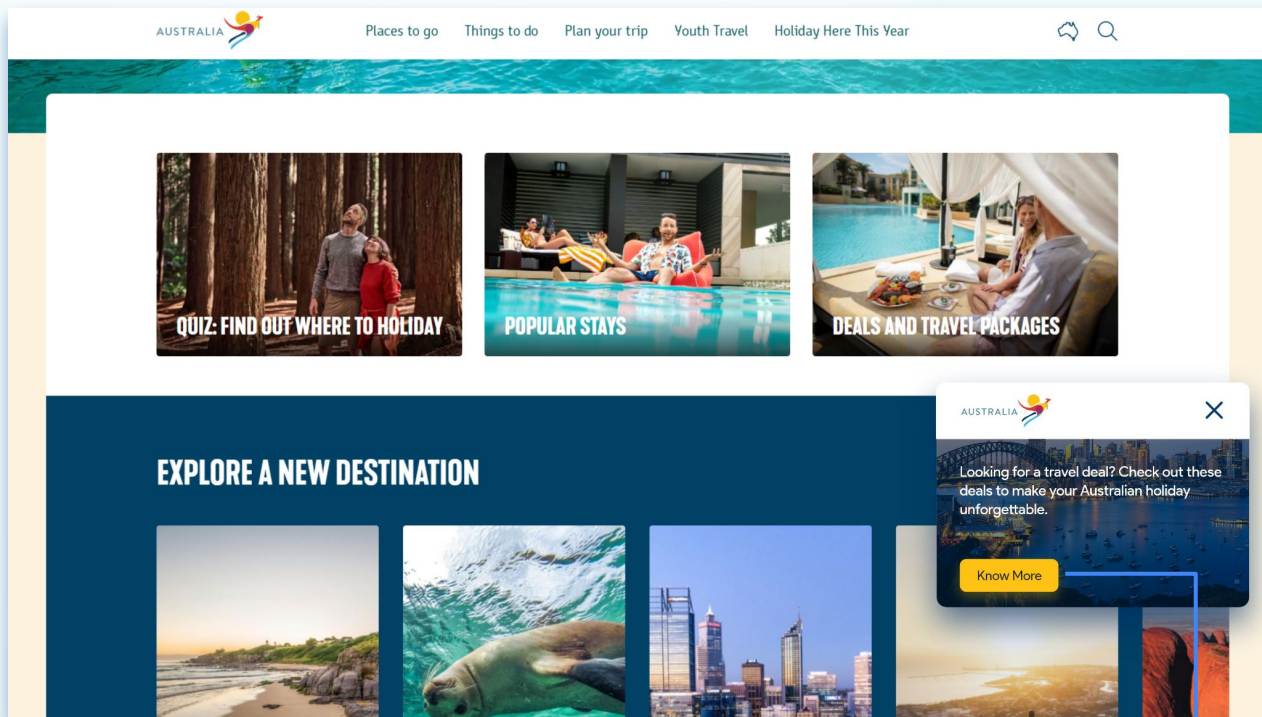 AUSTRALIA
Places to go
Things to do
Plan your trip
Youth Travel
Holiday Here This Year
QUIZ: FIND OUT WHERE TO HOLIDAY
POPULAR STAYS
DEALS AND TRAVEL PACKAGES
EXPLORE A NEW DESTINATION
AUSTRALIA
Looking for a travel deal? Check out these
deals to make your Australian holiday
unforgettable.
Know More